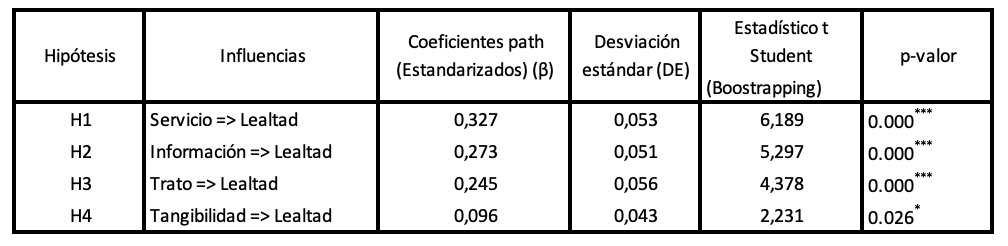 Hipótesis Influencias Coeficientes path (Estandarizados) (β) Desviación estándar (DE) Estadístico t Student (Boostrapping) p-valor
H1 Servicio => Lealtad 0,327 0,053 6,189 0.000***
H2 Información => Lealtad 0,273 0,051 5,297 0.000***
H3 Trato => Lealtad 0,245 0,056 4,378 0.000***
H4 Tangibilidad => Lealtad 0,096 0,043 2,231 0.026*